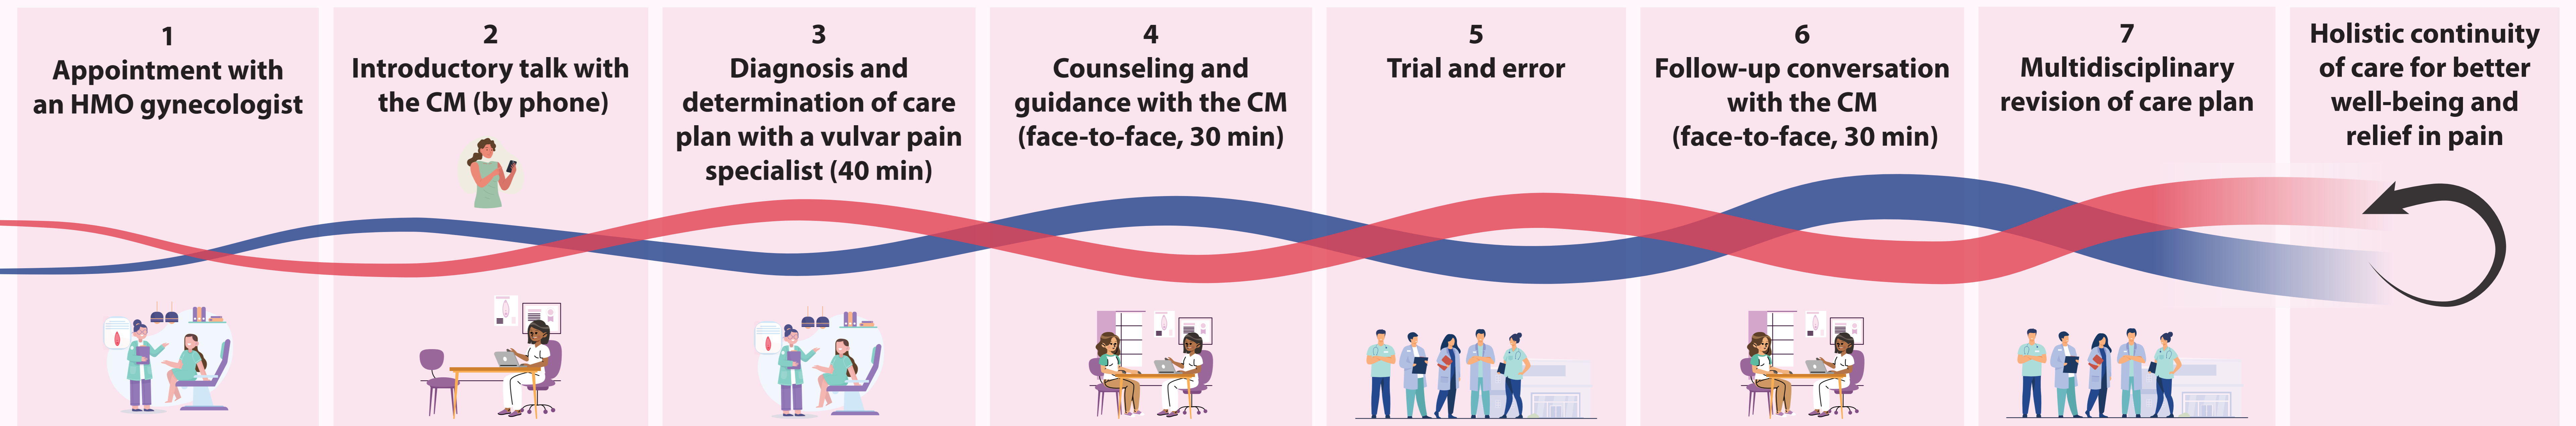 1
Appointment with
an HMO gynecologist
2
Introductory talk with
the CM (by phone)
3
Diagnosis and
determination of care
plan with a vulvar pain
specialist (40 min)
4
Counseling and
guidance with the CM
(face-to-face, 30 min)
5
Trial and error
6
Follow-up conversation
with the CM
(face-to-face, 30 min)
7
Multidisciplinary
revision of care plan
Holistic continuity
of care for better
well-being and
relief in pain